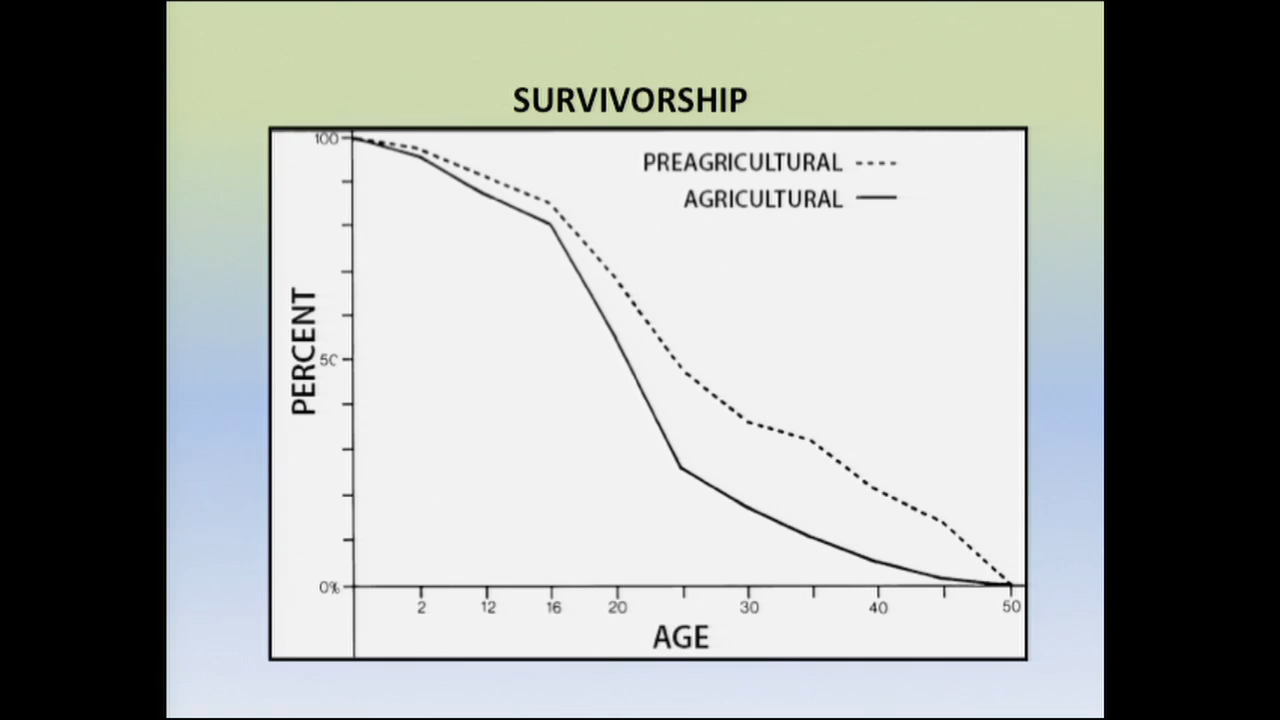 SURVIVORSHIP
100
PREAGRICULTURAL
AGRICULTURAL
PERCENT
50
0%
2 12 16 20 30 40 50
AGE